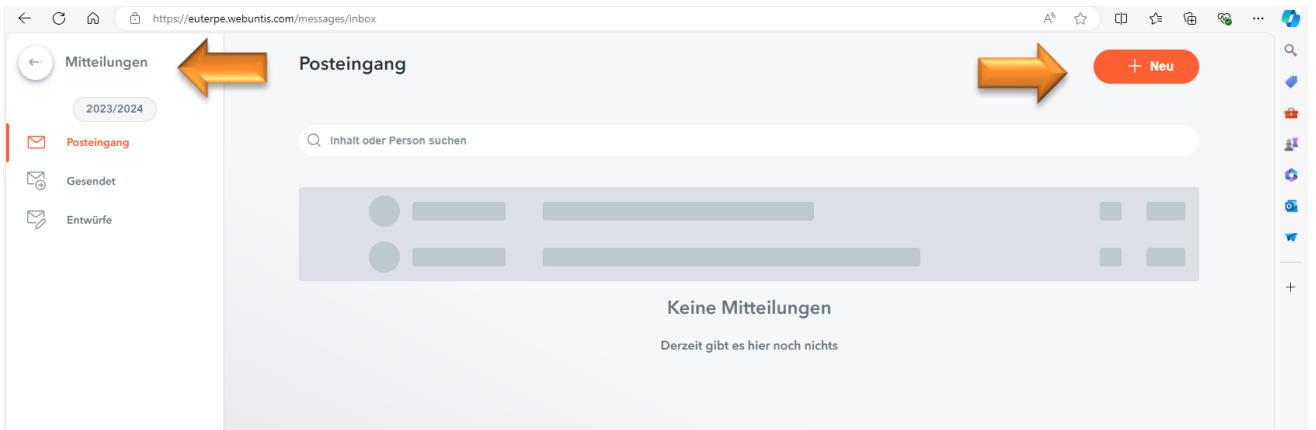 https://euterpe.webuntis.com/messages/inbox
Mitteilungen
2023/2024
Posteingang
Gesendet
Entwürfe
Posteingang
+ Neu
Inhalt oder Person suchen
Keine Mitteilungen
Derzeit gibt es hier noch nichts